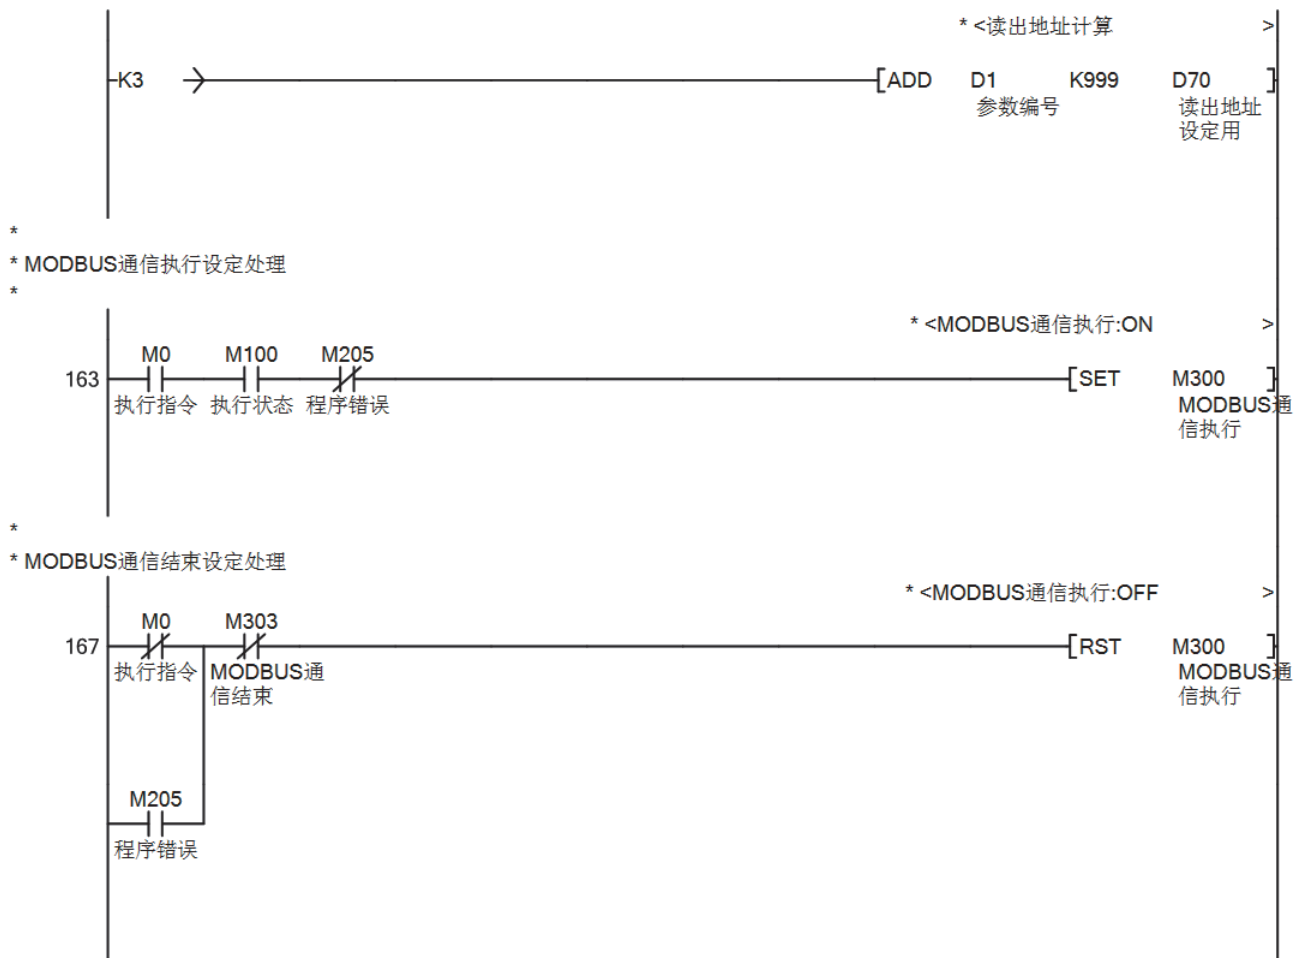 * <读出地址计算 >
K3 ADD D1 K999 D70
参数编号 读出地址
设定用
*
* MODBUS通信执行设定处理
*
* <MODBUS通信执行:ON >
M0 M100 M205
163 SET M300
执行指令 执行状态 程序错误 MODBUS通
信执行
*
* MODBUS通信结束设定处理
* <MODBUS通信执行:OFF >
M0 M303
167 RST M300
执行指令 MODBUS通 MODBUS通
信结束 信执行
M205
程序错误